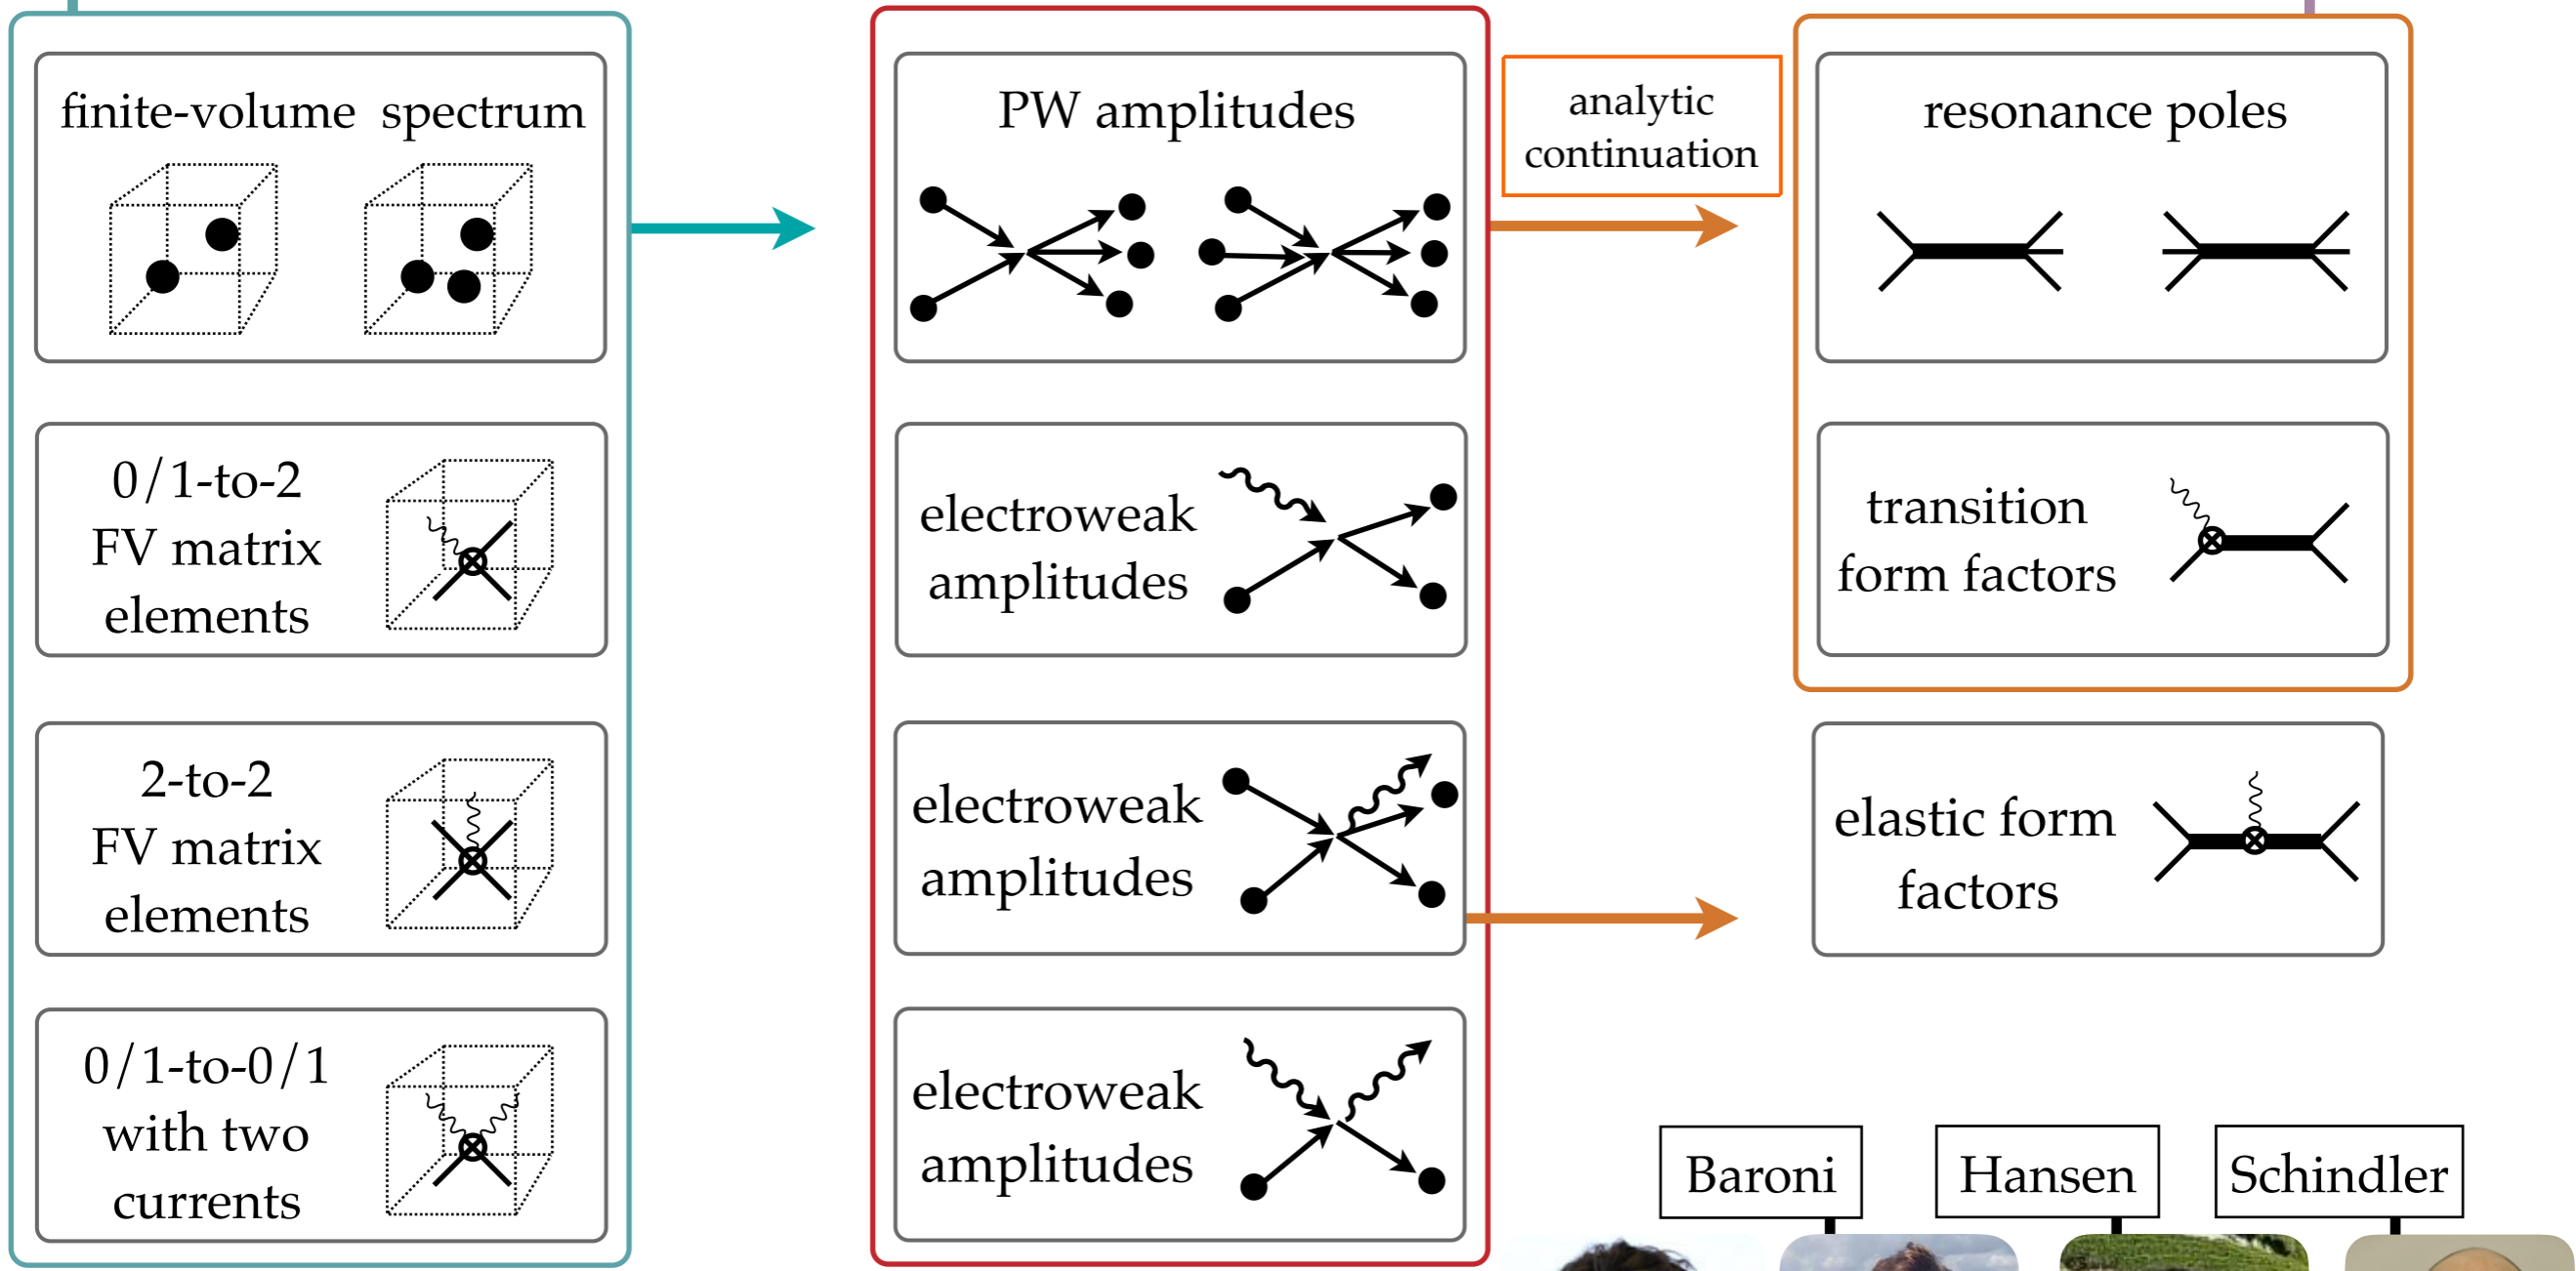 finite-volume spectrum
0/1-to-2
FV matrix
elements
2-to-2
FV matrix
elements
0/1-to-0/1
with two
currents
PW amplitudes
electroweak
amplitudes
electroweak
amplitudes
electroweak
amplitudes
analytic
continuation
resonance poles
transition
form factors
elastic form
factors
Baroni
Hansen
Schindler